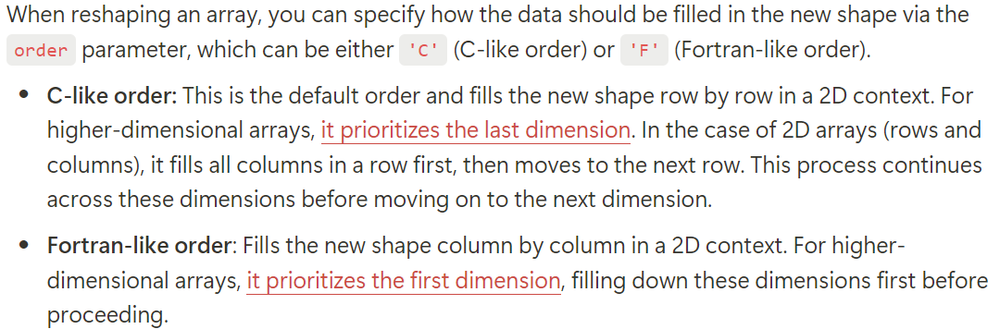 When reshaping an array, you can specify how the data should be filled in the new shape via the
order parameter, which can be either 'C' (C-like order) or 'F' (Fortran-like order).
• C-like order: This is the default order and fills the new shape row by row in a 2D context. For
higher-dimensional arrays, it prioritizes the last dimension. In the case of 2D arrays (rows and
columns), it fills all columns in a row first, then moves to the next row. This process continues
across these dimensions before moving on to the next dimension.
• Fortran-like order: Fills the new shape column by column in a 2D context. For higher-
dimensional arrays, it prioritizes the first dimension, filling down these dimensions first before
proceeding.